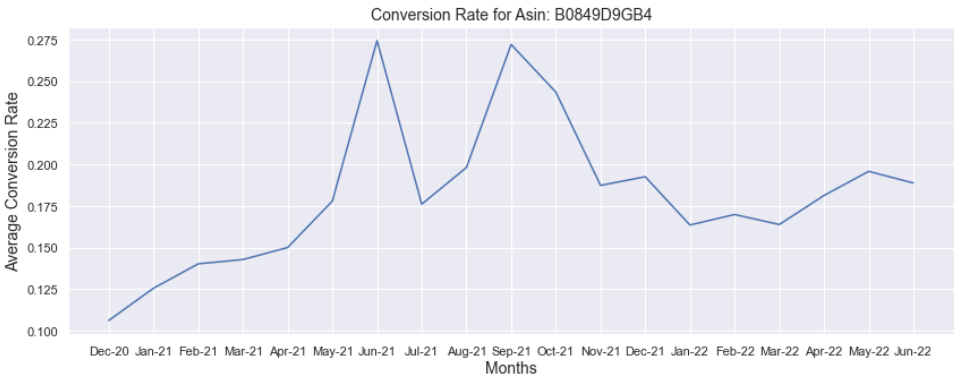 Conversion Rate for Asin: B0849D9GB4
Average Conversion Rate
0.275
0.250
0.225
0.200
0.175
0.150
0.125
0.100
Dec-20 Jan-21 Feb-21 Mar-21 Apr-21 May-21 Jun-21 Jul-21 Aug-21 Sep-21 Oct-21 Nov-21 Dec-21 Jan-22 Feb-22 Mar-22 Apr-22 May-22 Jun-22
Months